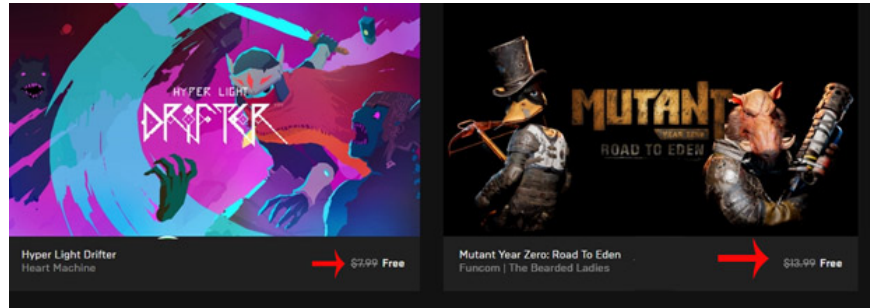 HYPER LIGHT
DRIFTER
MUTANT
YEAR ZERO
ROAD TO EDEN
Hyper Light Drifter
Heart Machine
$7.99 Free
Mutant Year Zero: Road To Eden
Funcom | The Bearded Ladies
$13.99 Free